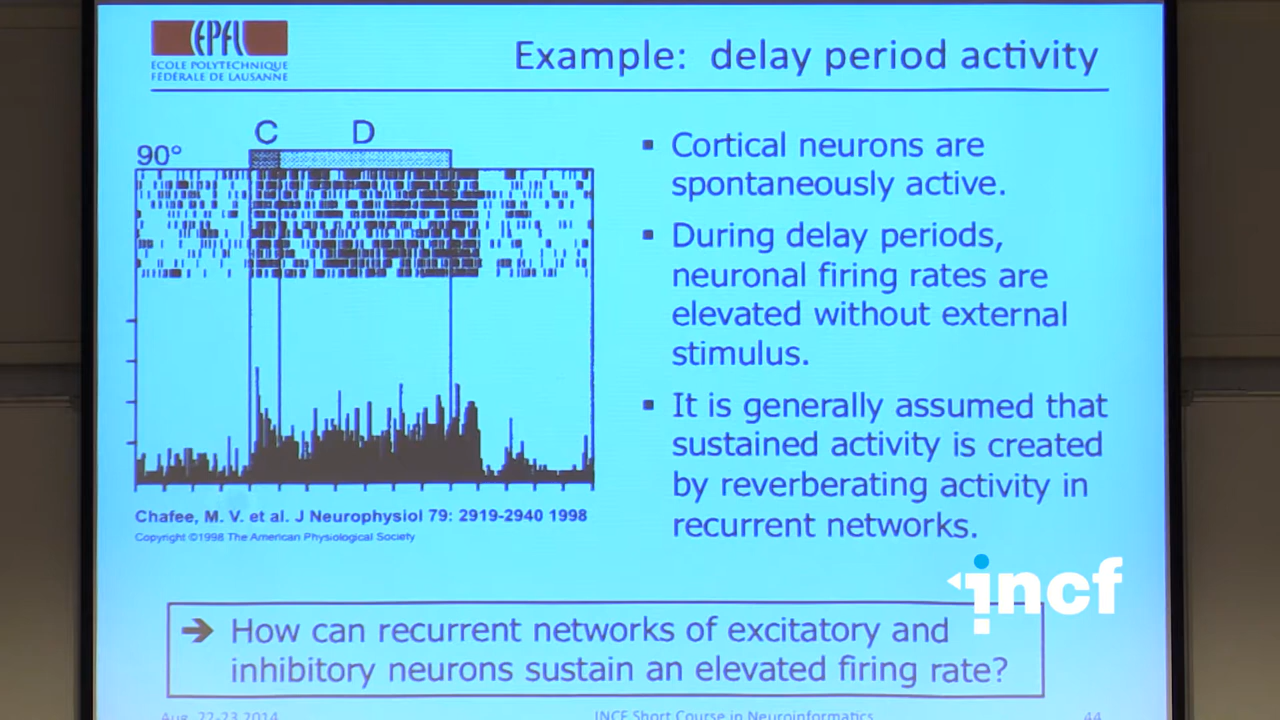 EPFL
ÉCOLE POLYTECHNIQUE
FÉDÉRALE DE LAUSANNE
Example: delay period activity
C D
90°
▪ Cortical neurons are
spontaneously active.
▪ During delay periods,
neuronal firing rates are
elevated without external
stimulus.
▪ It is generally assumed that
sustained activity is created
by reverberating activity in
recurrent networks.
Chafee, M. V. et al. J Neurophysiol 79: 2919-2940 1998
Copyright ©1998 The American Physiological Society
incf
➔ How can recurrent networks of excitatory and
inhibitory neurons sustain an elevated firing rate?
Aug. 22-23 2014 INCF Short Course in Neuroinformatics 44